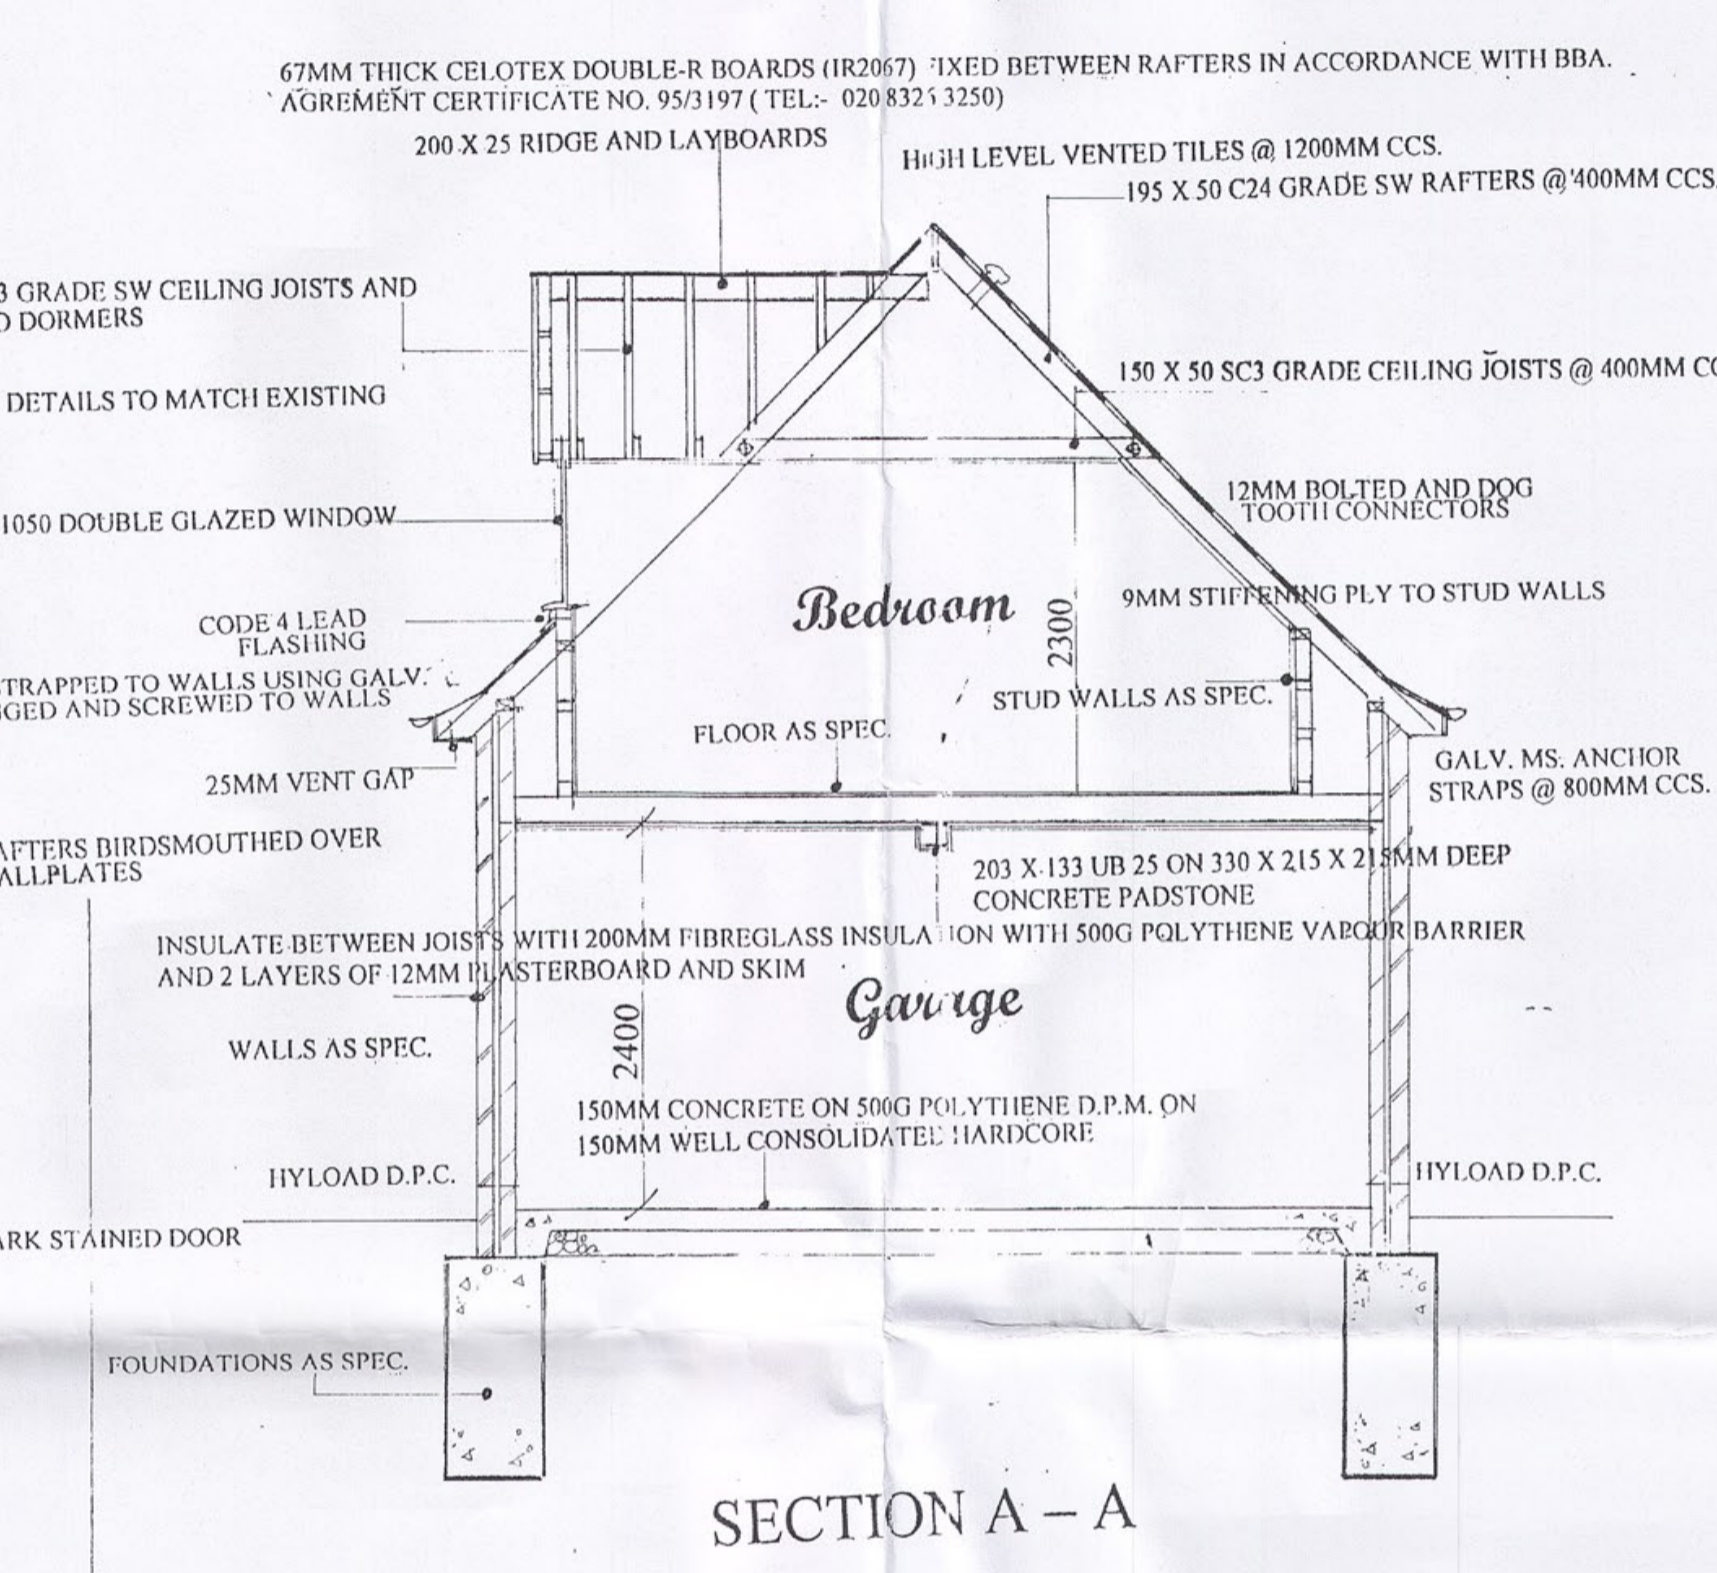 67MM THICK CELOTEX DOUBLE-R BOARDS (IR2067) FIXED BETWEEN RAFTERS IN ACCORDANCE WITH BBA.
AGREMENT CERTIFICATE NO. 95/3197 ( TEL:- 020 3250)
200 X 25 RIDGE AND LAYBOARDS
HIGH LEVEL VENTED TILES @ 1200MM CCS.
195 X 50 C24 GRADE SW RAFTERS @ 400MM CCS.
3 GRADE SW CEILING JOISTS AND
DORMERS
150 X 50 SC3 GRADE CEILING JOISTS @ 400MM
DETAILS TO MATCH EXISTING
12MM BOLTED AND DOG
TOOTH CONNECTORS
1050 DOUBLE GLAZED WINDOW
9MM STIFFENING PLY TO STUD WALLS
Bedroom
2300
CODE 4 LEAD
FLASHING
TRAPPED TO WALLS USING GALV.
GGED AND SCREWED TO WALLS
STUD WALLS AS SPEC.
FLOOR AS SPEC.
25MM VENT GAP
GALV. MS. ANCHOR
STRAPS @ 800MM CCS.
AFTERS BIRDSMOUTHED OVER
ALLPLATES
203 X 133 UB 25 ON 330 X 215 X 215MM DEEP
CONCRETE PADSTONE
INSULATE BETWEEN JOISTS WITH 200MM FIBREGLASS INSULATION WITH 500G POLYTHENE VAPOUR BARRIER
AND 2 LAYERS OF 12MM PLASTERBOARD AND SKIM
Garage
2400
WALLS AS SPEC.
150MM CONCRETE ON 500G POLYTHENE D.P.M. ON
150MM WELL CONSOLIDATED HARDCORE
HYLOAD D.P.C.
HYLOAD D.P.C.
ARK STAINED DOOR
FOUNDATIONS AS SPEC.
SECTION A – A